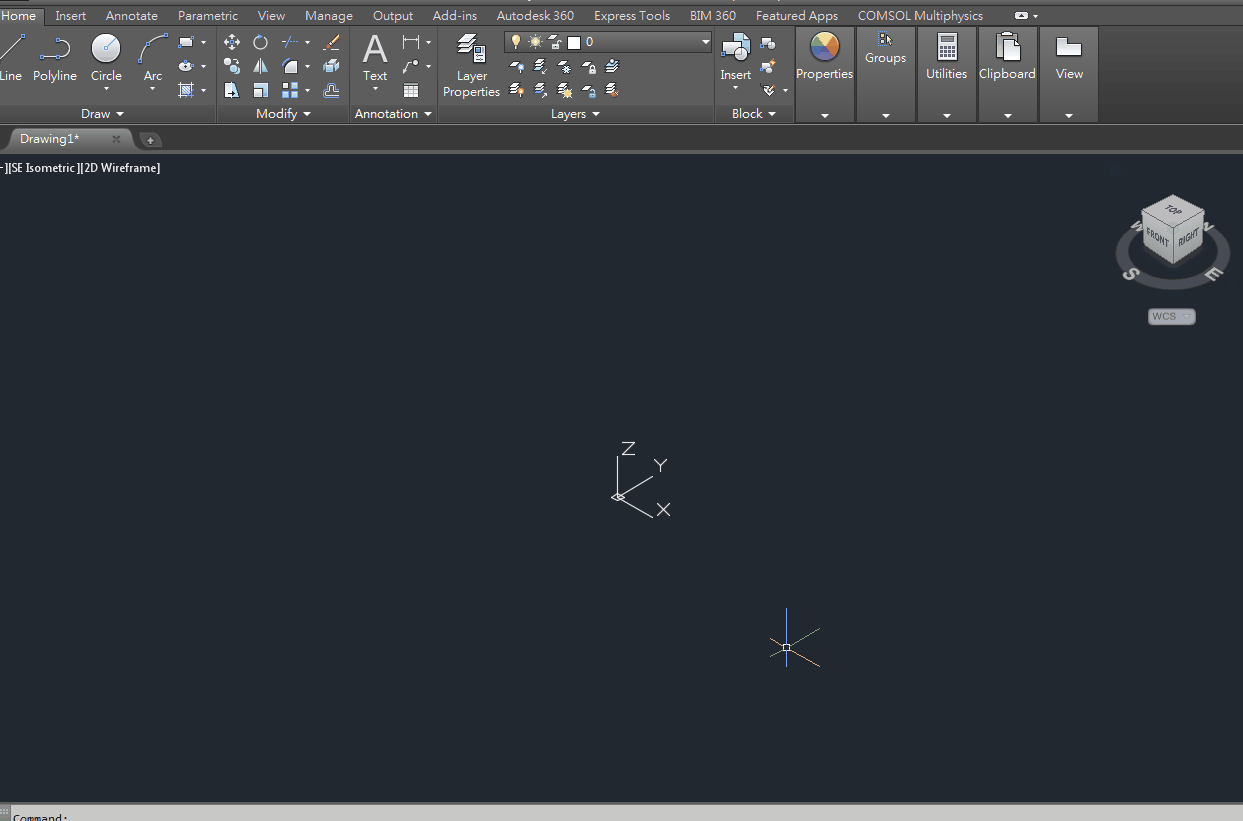 Home Insert Annotate Parametric View Manage Output Add-ins Autodesk 360 Express Tools BIM 360 Featured Apps COMSOL Multiphysics
0
Line Polyline Circle Arc
Text
Layer
Properties
Insert
Properties
Groups
Utilities
Clipboard
View
Draw Modify Annotation Layers Block
Drawing1*
-][SE Isometric][2D Wireframe]
TOP
FRONT RIGHT
W N
S E
WCS
Z
Y
X
Command: